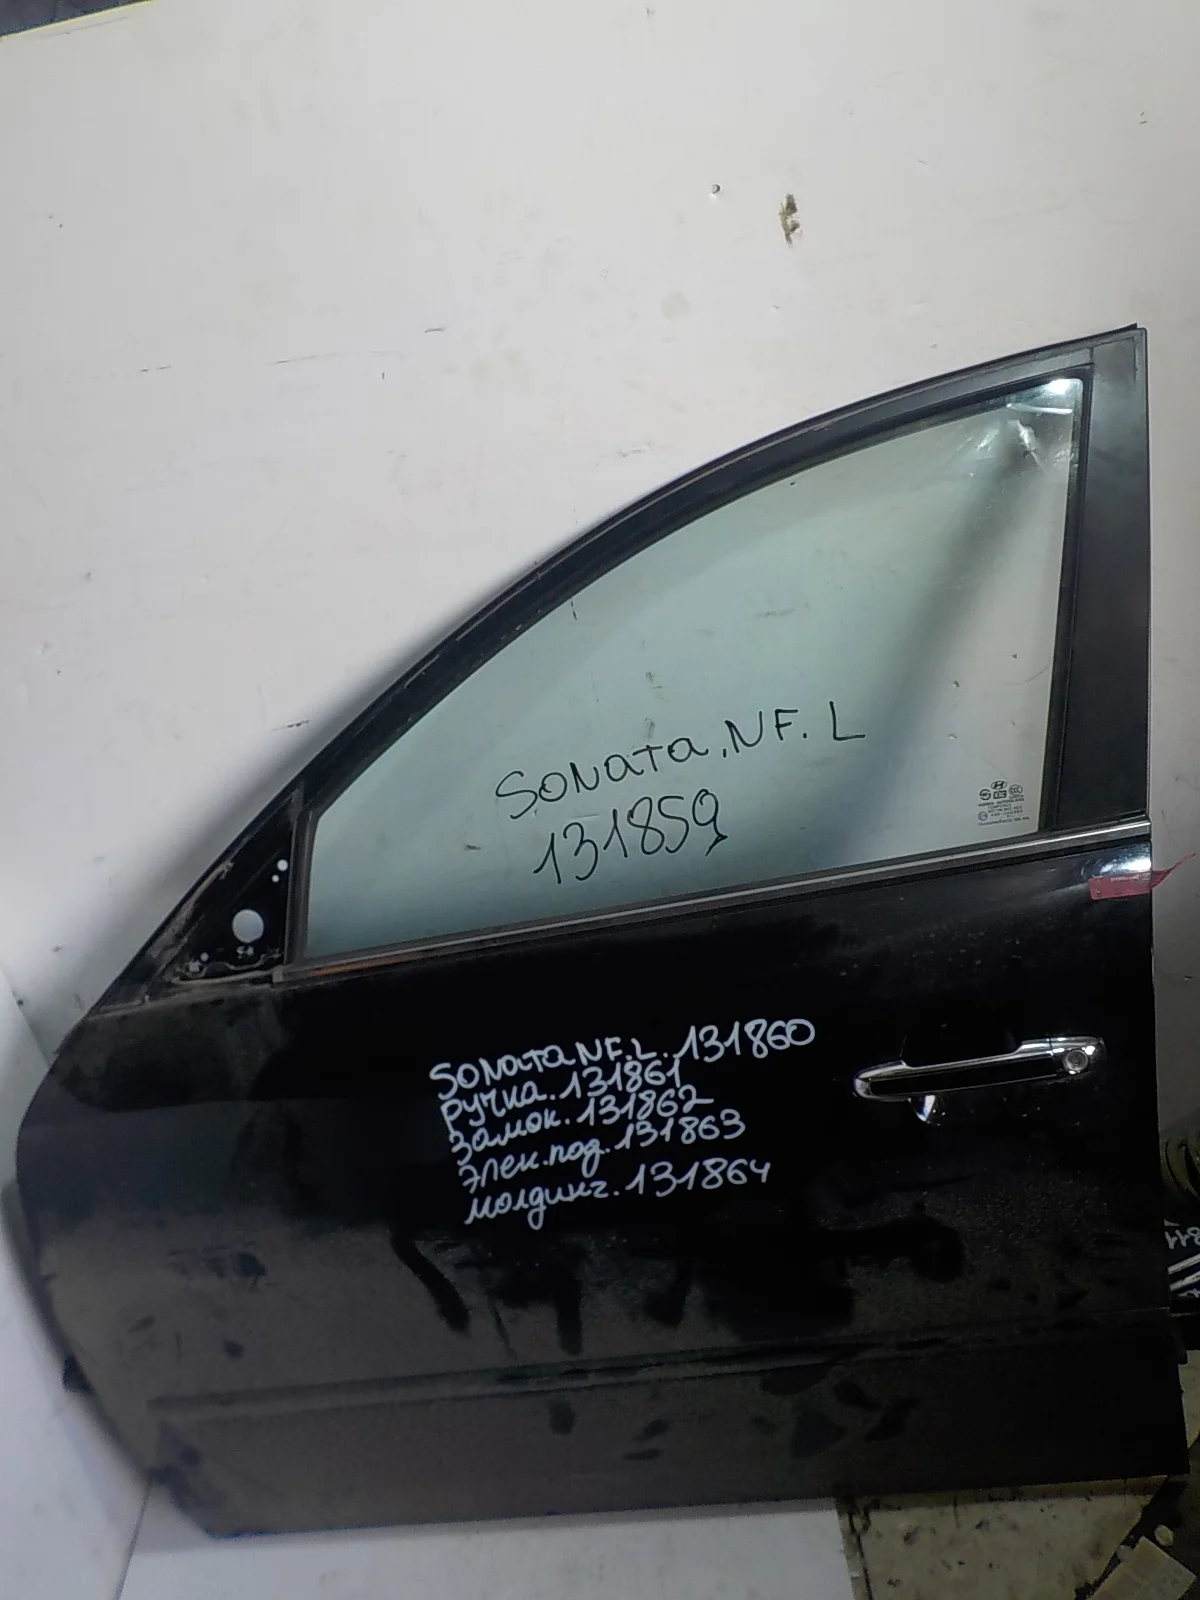 SONATA.NF.L
131859
SONATA NF.L.131860
РУЧКА.131861
Замок.131862
Элек.под.131863
Молдинг.131864